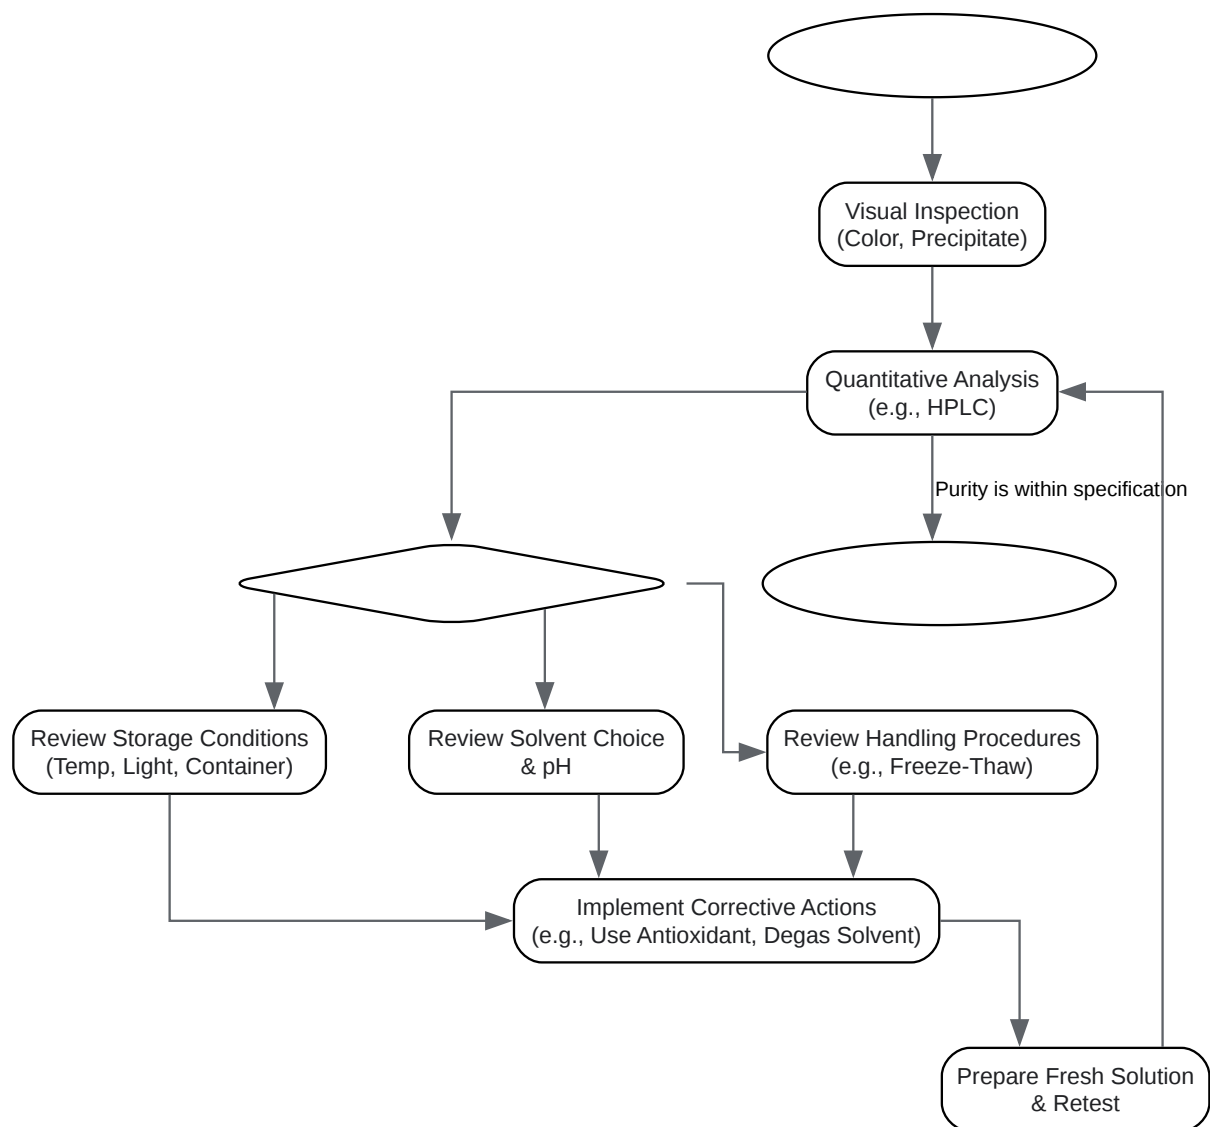 Visual Inspection
(Color, Precipitate)
Quantitative Analysis
(e.g., HPLC)
Purity is within specification
Review Storage Conditions
(Temp, Light, Container)
Review Solvent Choice
& pH
Review Handling Procedures
(e.g., Freeze-Thaw)
Implement Corrective Actions
(e.g., Use Antioxidant, Degas Solvent)
Prepare Fresh Solution
& Retest